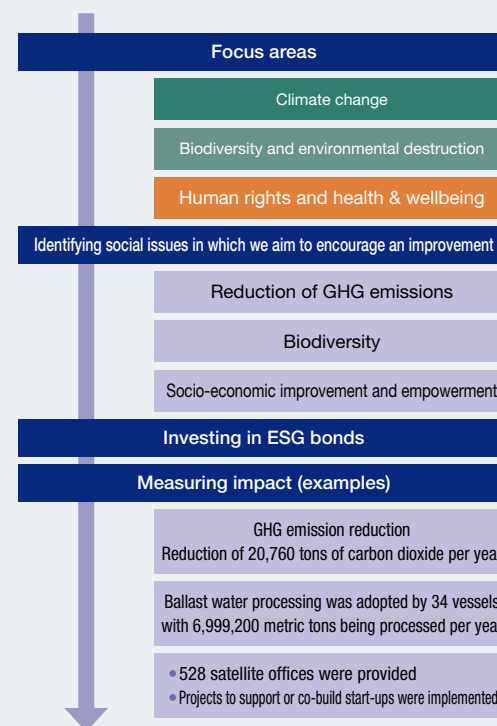 Focus areas
Climate change
Biodiversity and environmental destruction
Human rights and health & wellbeing
Identifying social issues in which we aim to encourage an improvement
Reduction of GHG emissions
Biodiversity
Socio-economic improvement and empowerment
Investing in ESG bonds
Measuring impact (examples)
GHG emission reduction
Reduction of 20,760 tons of carbon dioxide per yea
Ballast water processing was adopted by 34 vessels
with 6,999,200 metric tons being processed per yea
• 528 satellite offices were provided
• Projects to support or co-build start-ups were implemented